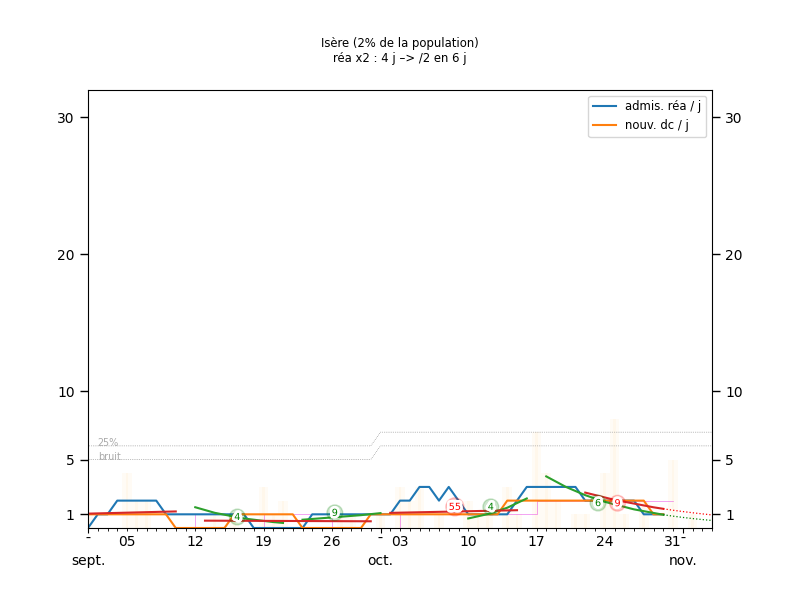 Isère (2% de la population)
réa x2 : 4 j –> /2 en 6 j
admis. réa / j
nouv. dc / j
30 30
20 20
10 10
25%
bruit
5 5
55 4 6 9
4 9
1 1
- 05 12 19 26 - 03 10 17 24 31 -
sept. oct. nov.